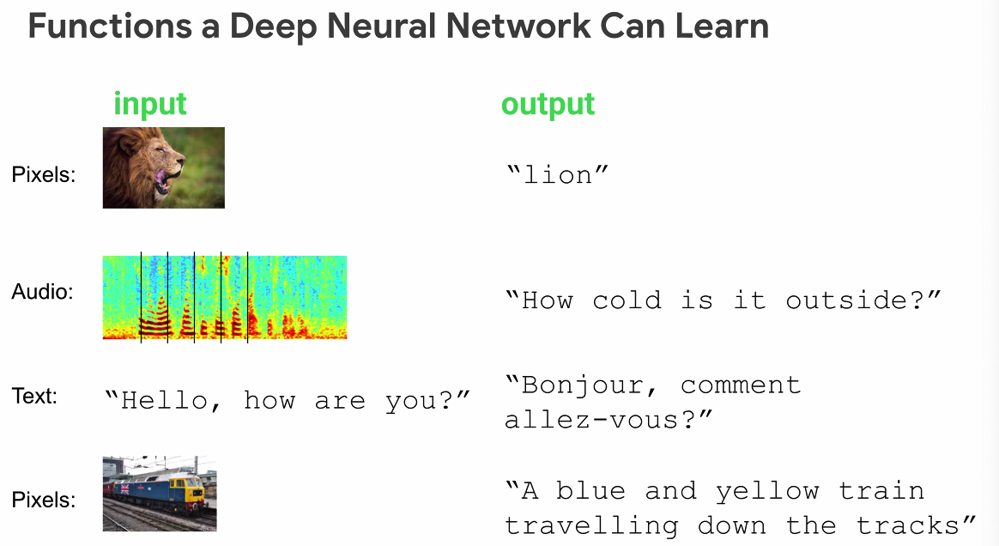 Functions a Deep Neural Network Can Learn
input output
Pixels: “lion”
Audio: “How cold is it outside?”
Text: “Hello, how are you?” “Bonjour, comment
allez-vous?”
Pixels: “A blue and yellow train
travelling down the tracks”